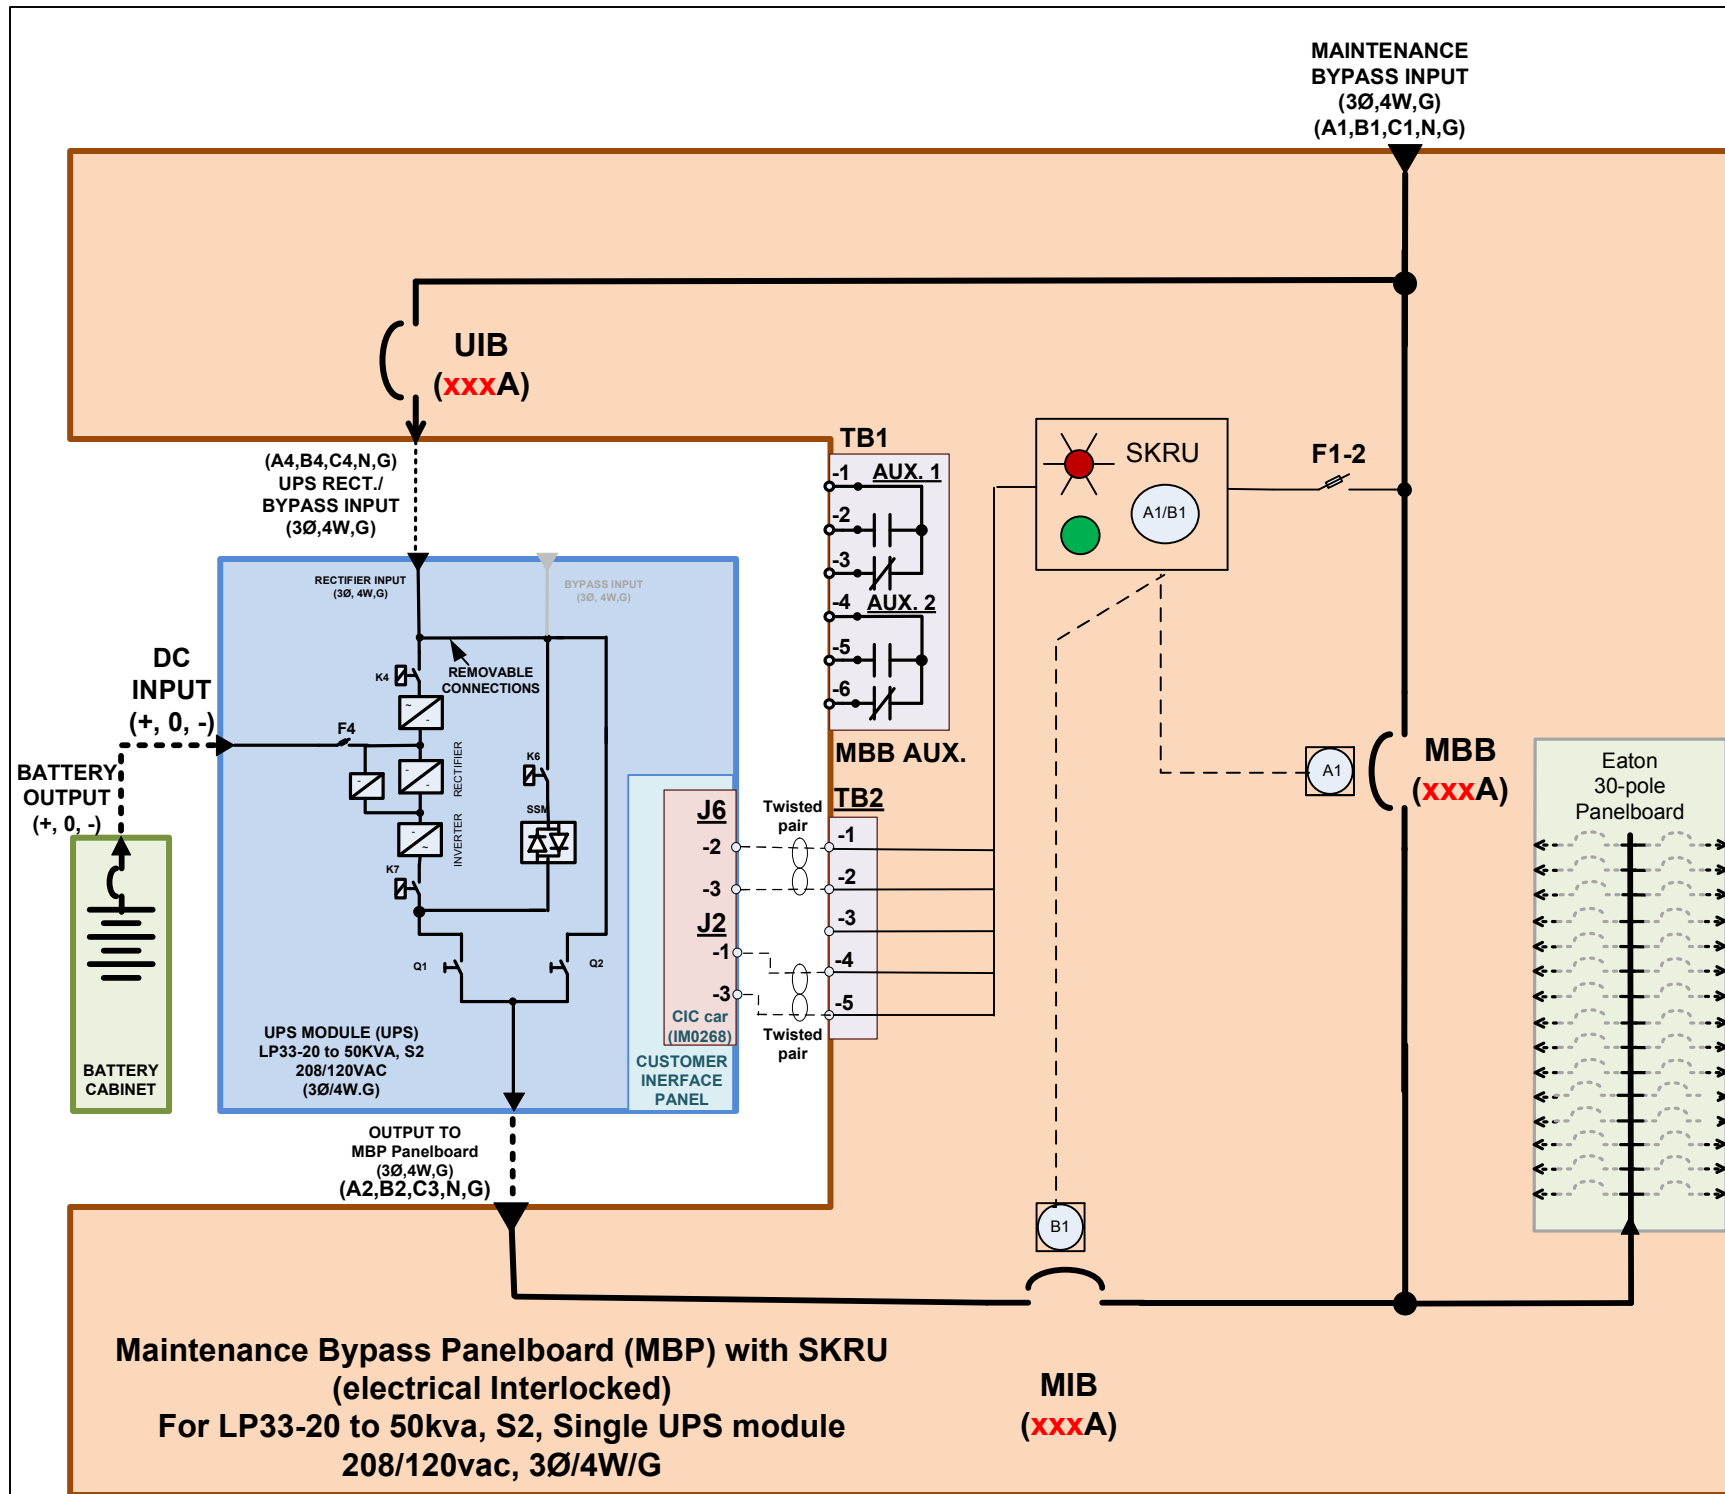 MAINTENANCE
BYPASS INPUT
(3Ø,4W,G)
(A1,B1,C1,N,G)
UIB
(xxxA)
(A4,B4,C4,N,G)
UPS RECT./
BYPASS INPUT
(3Ø,4W,G)
TB1
-1 AUX. 1
-2
-3
-4 AUX. 2
-5
-6
MBB AUX.
SKRU
A1/B1
F1-2
RECTIFIER INPUT
(3Ø, 4W,G)
BYPASS INPUT
(3Ø, 4W,G)
DC
INPUT
(+, 0, -)
K4
REMOVABLE
CONNECTIONS
F4
RECTIFIER
INVERTER
K6
SSM
K7
Q1
Q2
BATTERY
OUTPUT
(+, 0, -)
BATTERY
CABINET
UPS MODULE (UPS)
LP33-20 to 50KVA, S2
208/120VAC
(3Ø/4W.G)
J6
-2
-3
J2
-1
-3
CIC car
(IM0268)
CUSTOMER
INERFACE
PANEL
Twisted
pair
Twisted
pair
TB2
-1
-2
-3
-4
-5
A1
MBB
(xxxA)
Eaton
30-pole
Panelboard
OUTPUT TO
MBP Panelboard
(3Ø,4W,G)
(A2,B2,C3,N,G)
B1
MIB
(xxxA)
Maintenance Bypass Panelboard (MBP) with SKRU
(electrical Interlocked)
For LP33-20 to 50kva, S2, Single UPS module
208/120vac, 3Ø/4W/G